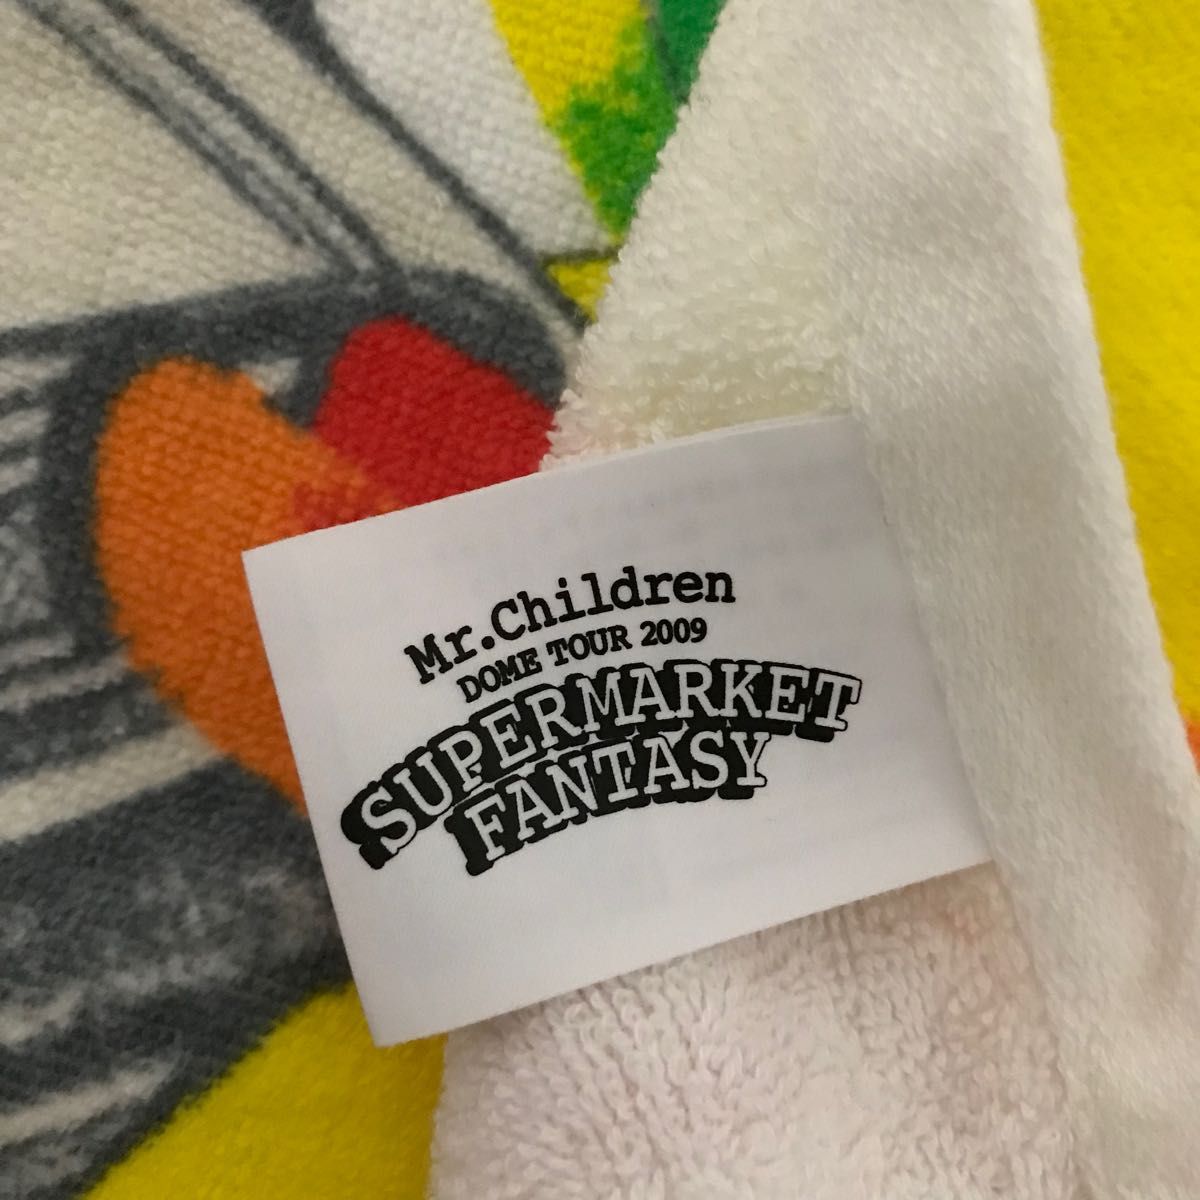 Mr.Children
DOME TOUR 2009
SUPERMARKET
FANTASY